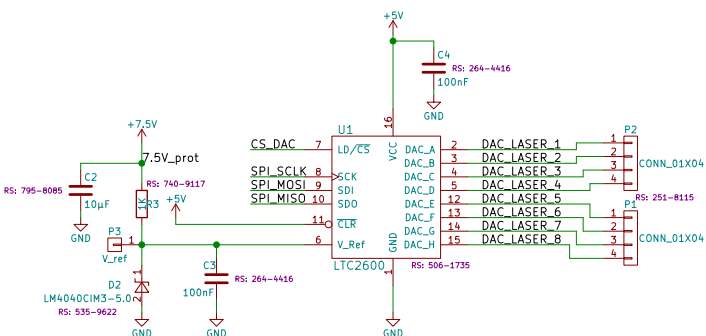 +5V
C4
RS: 264-4416
100nF
GND
+7.5V
7.5V_prot
C2
RS: 795-8085
10µF
GND
RS: 740-9117
1K
R3
+5V
P3
1
V_ref
D2
LM4040CIM3-5.0
1
2
RS: 535-9622
GND
C3
RS: 264-4416
100nF
GND
U1
16
VCC
CS_DAC 7 LD/CS DAC_A 2 DAC_LASER_1
SPI_SCLK 8 SCK DAC_B 3 DAC_LASER_2
SPI_MOSI 9 SDI DAC_C 4 DAC_LASER_3
SPI_MISO 10 SDO DAC_D 5 DAC_LASER_4
DAC_E 12 DAC_LASER_5
11 CLR DAC_F 13 DAC_LASER_6
DAC_G 14 DAC_LASER_7
6 V_Ref DAC_H 15 DAC_LASER_8
GND
1
LTC2600
RS: 506-1735
GND
P2
1
2
3
4
CONN_01X04
RS: 251-8115
P1
1
2
3
4
CONN_01X04